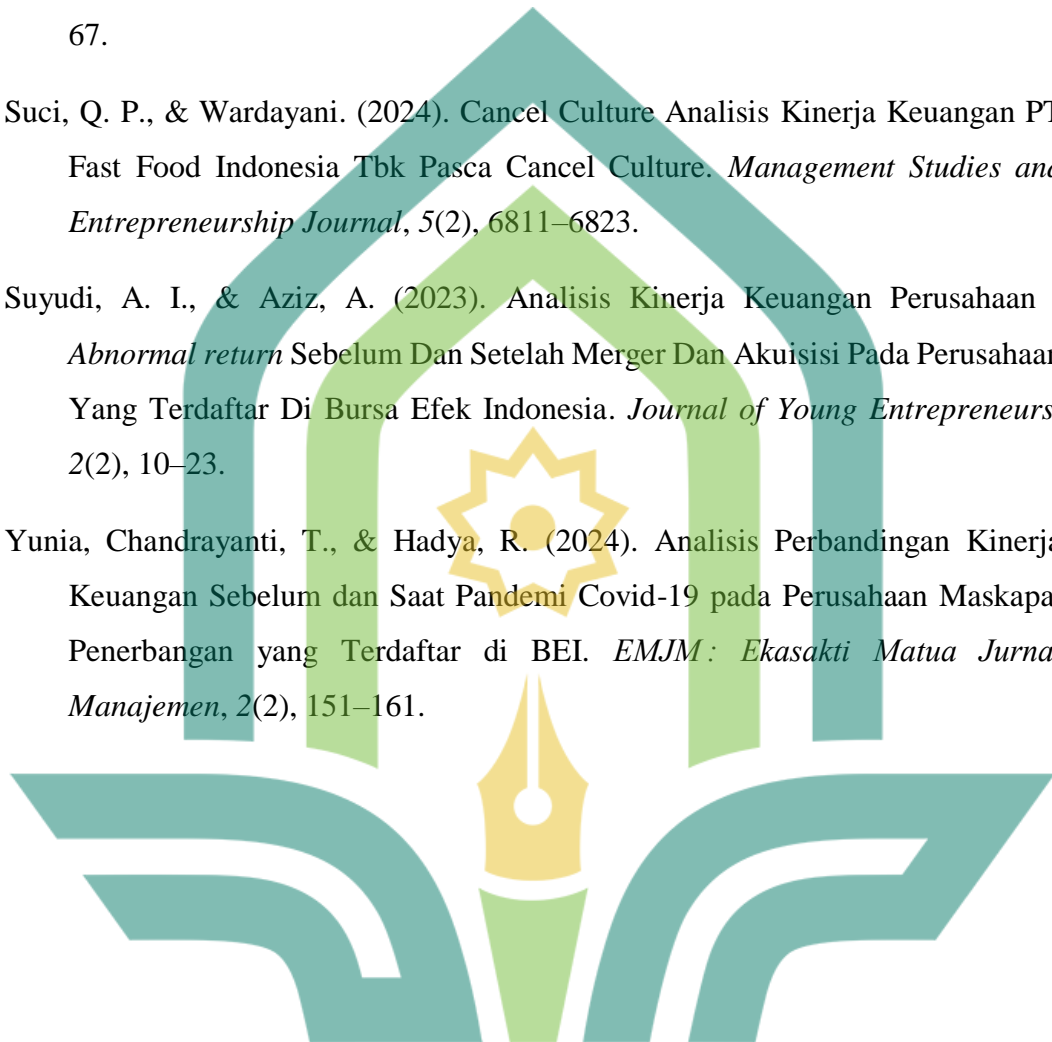 67.
Suci, Q. P., & Wardayani. (2024). Cancel Culture Analisis Kinerja Keuangan PT
Fast Food Indonesia Tbk Pasca Cancel Culture. Management Studies and
Entrepreneurship Journal, 5(2), 6811–6823.
Suyudi, A. I., & Aziz, A. (2023). Analisis Kinerja Keuangan Perusahaan
Abnormal return Sebelum Dan Setelah Merger Dan Akuisisi Pada Perusahaan
Yang Terdaftar Di Bursa Efek Indonesia. Journal of Young Entrepreneurs
2(2), 10–23.
Yunia, Chandrayanti, T., & Hadya, R. (2024). Analisis Perbandingan Kinerja
Keuangan Sebelum dan Saat Pandemi Covid-19 pada Perusahaan Maskapa
Penerbangan yang Terdaftar di BEI. EMJM : Ekasakti Matua Jurna
Manajemen, 2(2), 151–161.